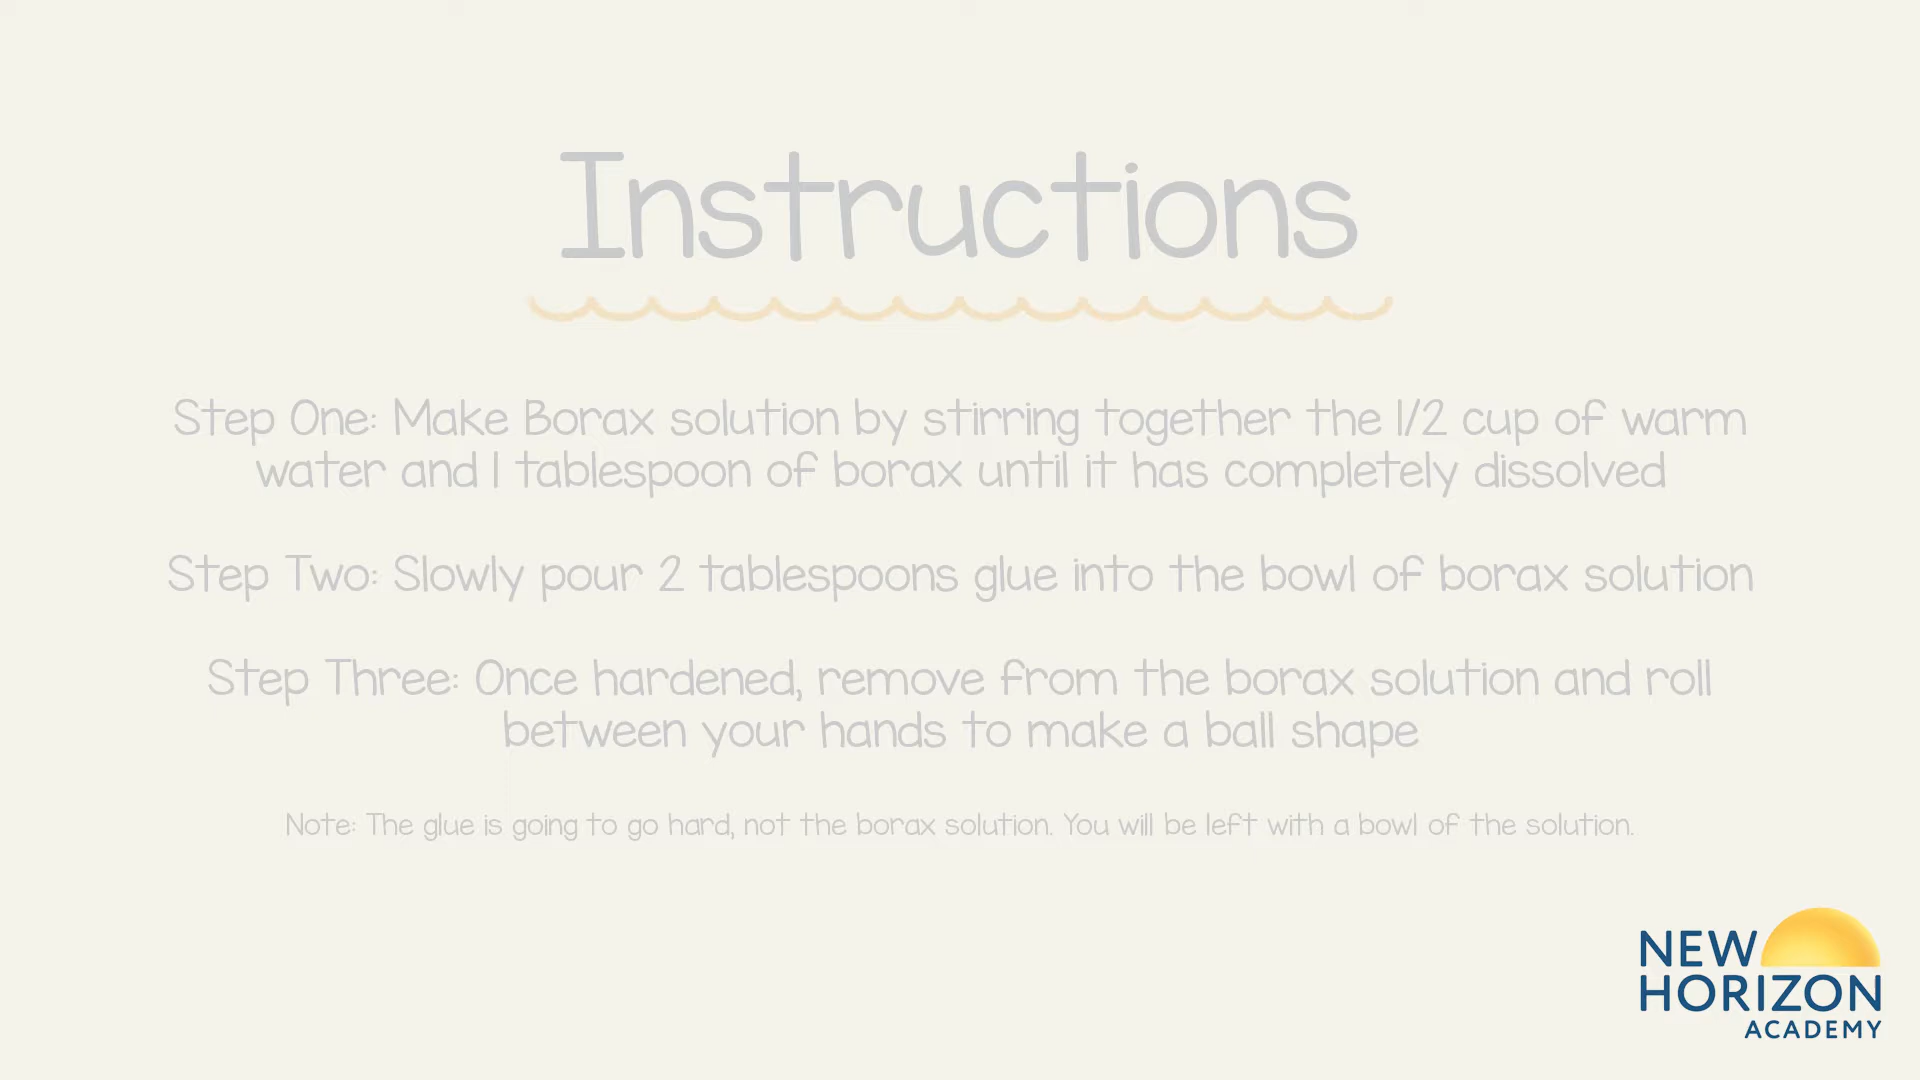 Instructions
Step One: Make Borax solution by stirring together the 1/2 cup of warm
water and 1 tablespoon of borax until it has completely dissolved
Step Two: Slowly pour 2 tablespoons glue into the bowl of borax solution
Step Three: Once hardened, remove from the borax solution and roll
between your hands to make a ball shape
Note: The glue is going to go hard, not the borax solution. You will be left with a bowl of the solution.
NEW
HORIZON
ACADEMY